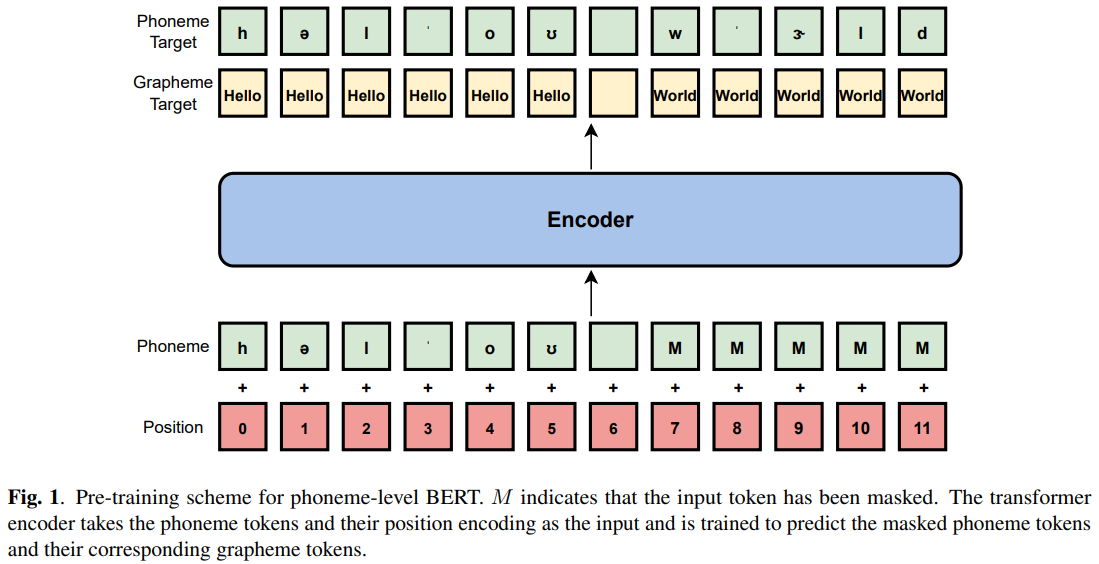 Phoneme
Target
h ə l ˈ o ʊ w ˈ ɝ l d
Grapheme
Target
Hello Hello Hello Hello Hello Hello World World World World World
Encoder
Phoneme h ə l ˈ o ʊ M M M M M
+ + + + + + + + + + + +
Position 0 1 2 3 4 5 6 7 8 9 10 11
Fig. 1. Pre-training scheme for phoneme-level BERT. M indicates that the input token has been masked. The transformer
encoder takes the phoneme tokens and their position encoding as the input and is trained to predict the masked phoneme tokens
and their corresponding grapheme tokens.